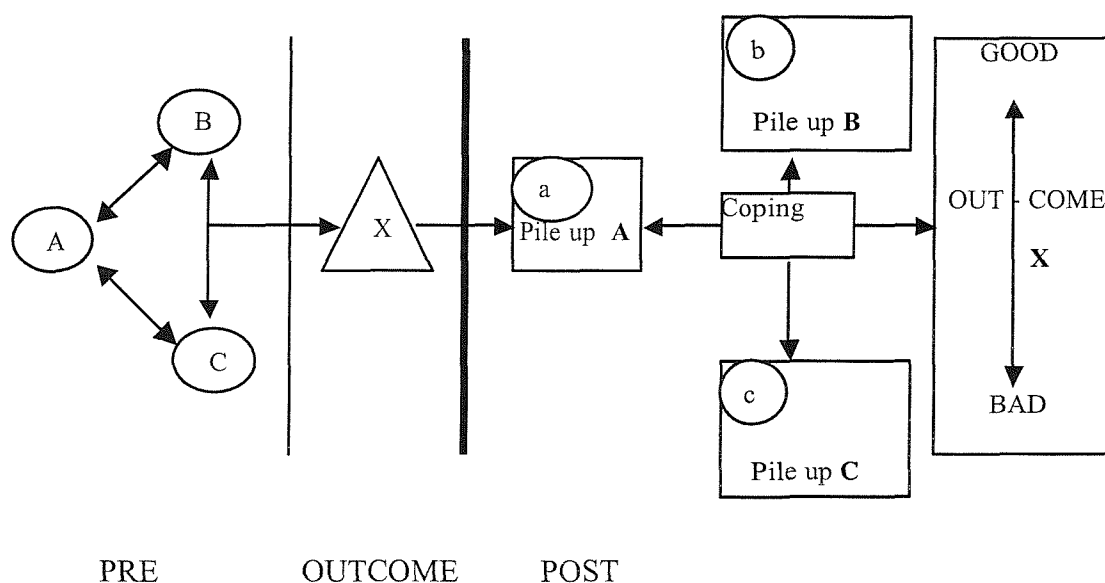 B
A
C
X
a
Pile up A
b
Pile up B
Coping
c
Pile up C
GOOD
OUT - COME
X
BAD
PRE OUTCOME POST